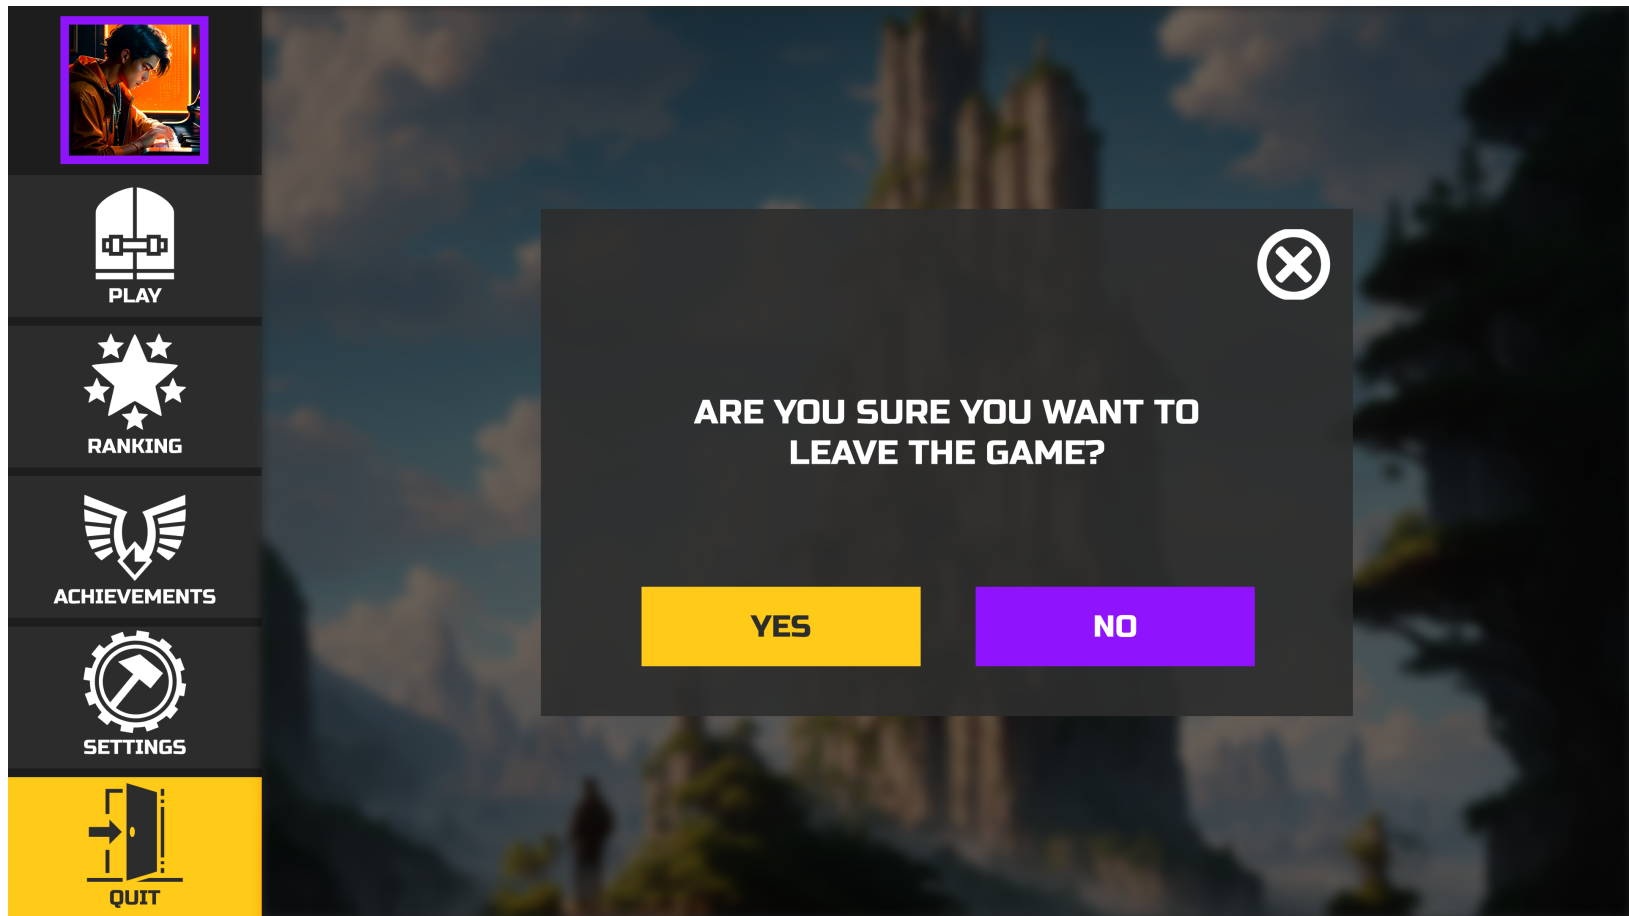 PLAY
RANKING
ACHIEVEMENTS
SETTINGS
QUIT
ARE YOU SURE YOU WANT TO
LEAVE THE GAME?
YES
NO